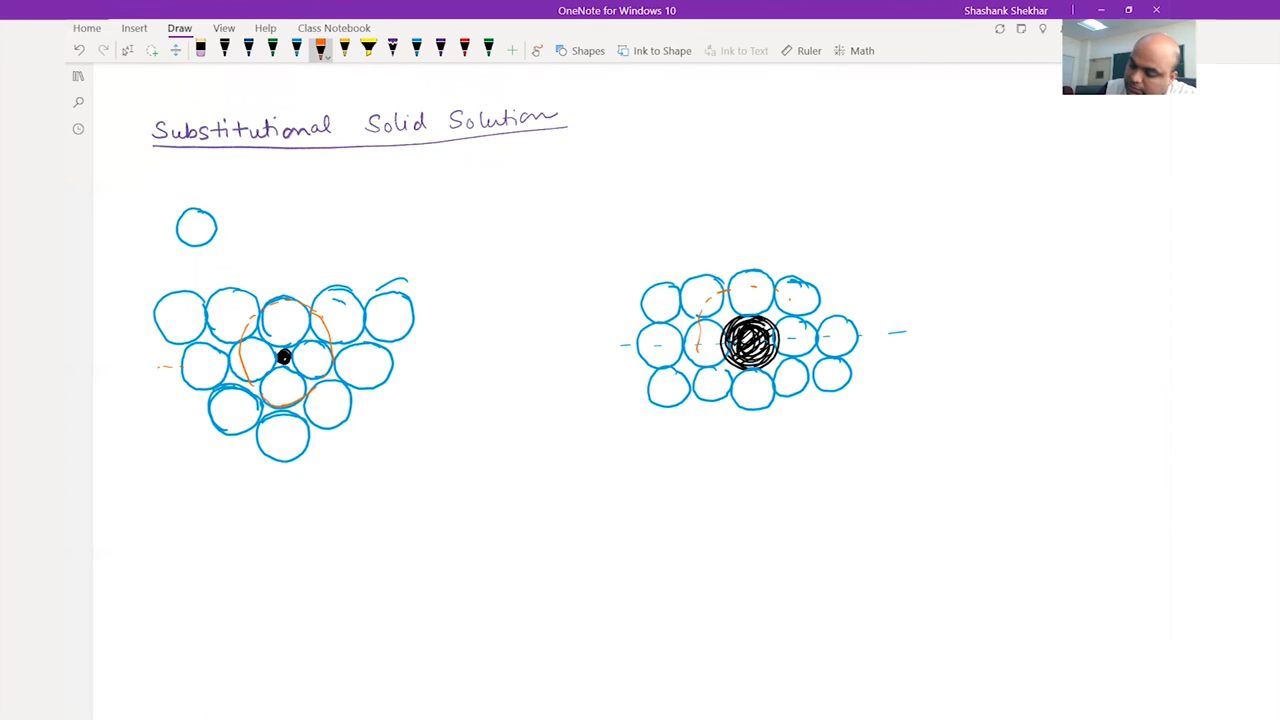 OneNote for Windows 10
Shashank Shekhar
Home Insert Draw View Help Class Notebook
Shapes Ink to Shape Ink to Text Ruler Math
Substitutional Solid Solution